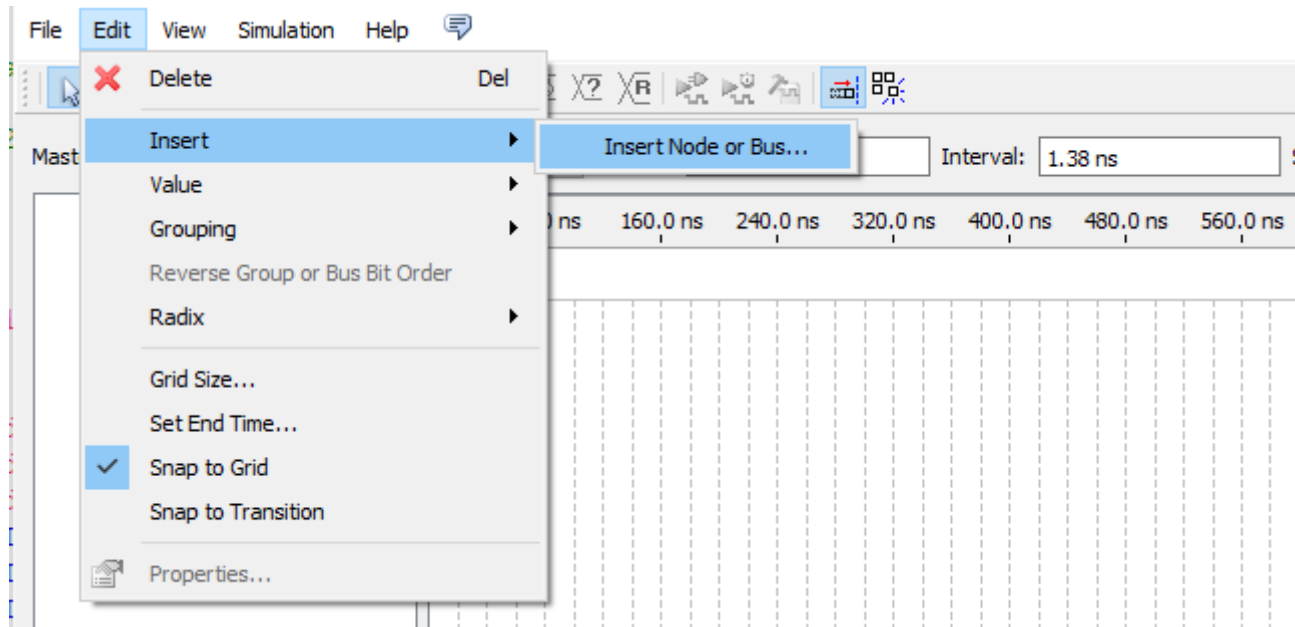 File Edit View Simulation Help
Delete Del
Insert
Insert Node or Bus...
Mast
Interval: 1.38 ns
Value
Grouping
0 ns 160.0 ns 240.0 ns 320.0 ns 400.0 ns 480.0 ns 560.0 ns
Reverse Group or Bus Bit Order
Radix
Grid Size...
Set End Time...
Snap to Grid
Snap to Transition
Properties...